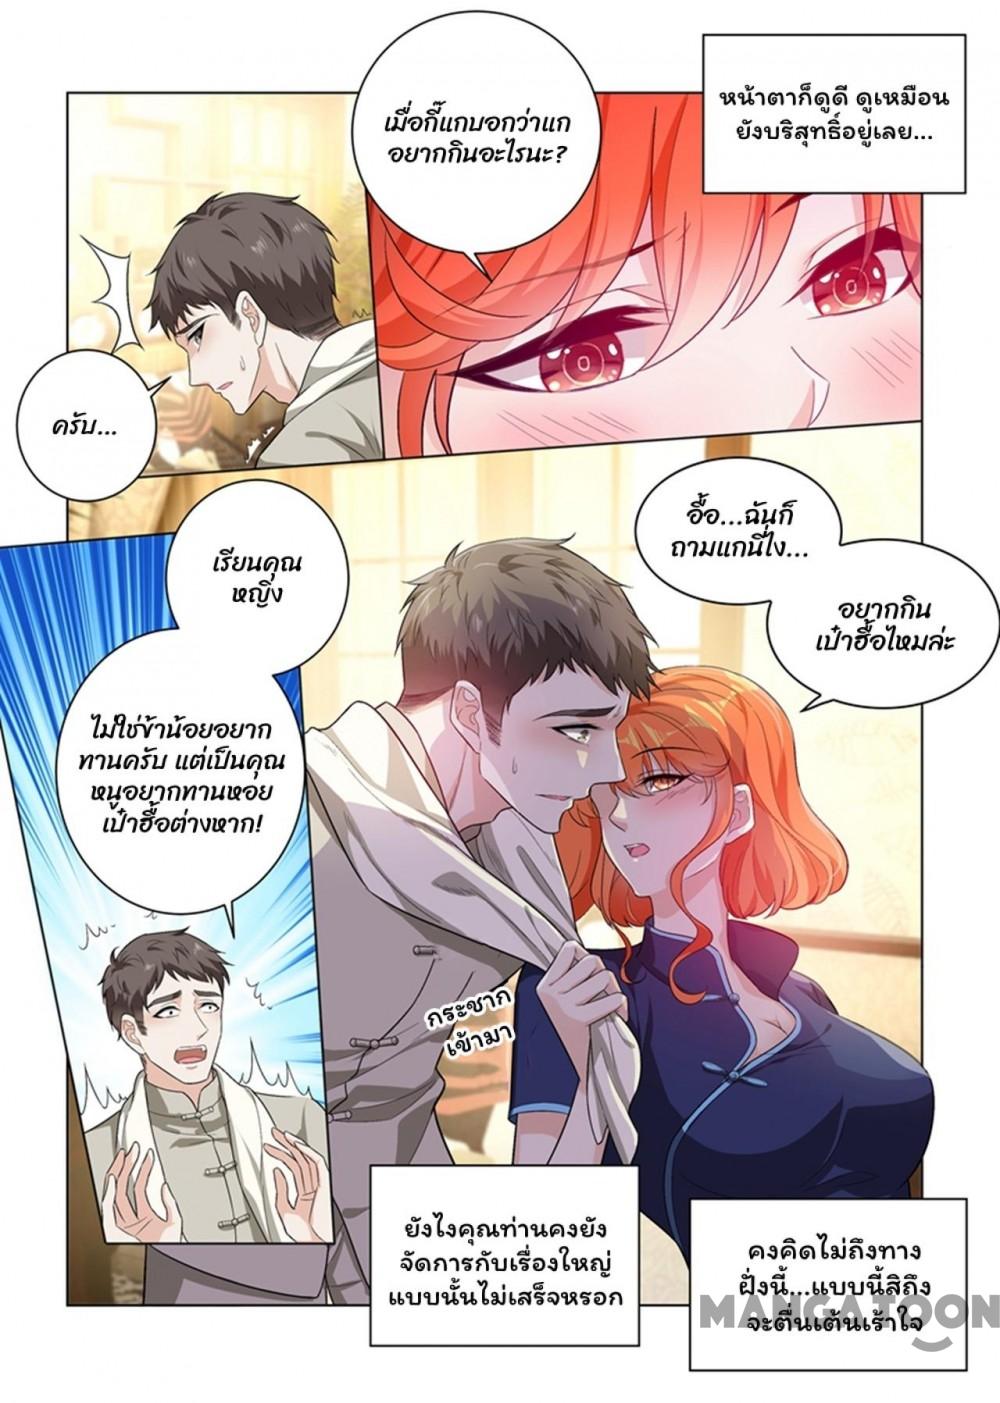 หน้าตาก็ดูดี ดูเหมือน
ยังบริสุทธิ์อยู่เลย...
เมื่อกี๊แกบอกว่าแก
อยากกินอะไรนะ?
ครับ...
อื้อ...ฉันก็
ถามแกนี่ไง...
อยากกิน
เป๋าฮื้อไหมล่ะ
เรียนคุณ
หญิง
ไม่ใช่ข้าน้อยอยาก
ทานครับ แต่เป็นคุณ
หนูอยากทานหอย
เป๋าฮื้อต่างหาก!
กระชาก
เข้ามา
ยังไงคุณท่านคงยัง
จัดการกับเรื่องใหญ่
แบบนั้นไม่เสร็จหรอก
คงคิดไม่ถึงทาง
ฝั่งนี้...แบบนี้สิถึง
จะตื่นเต้นเร้าใจ
MANGATOON